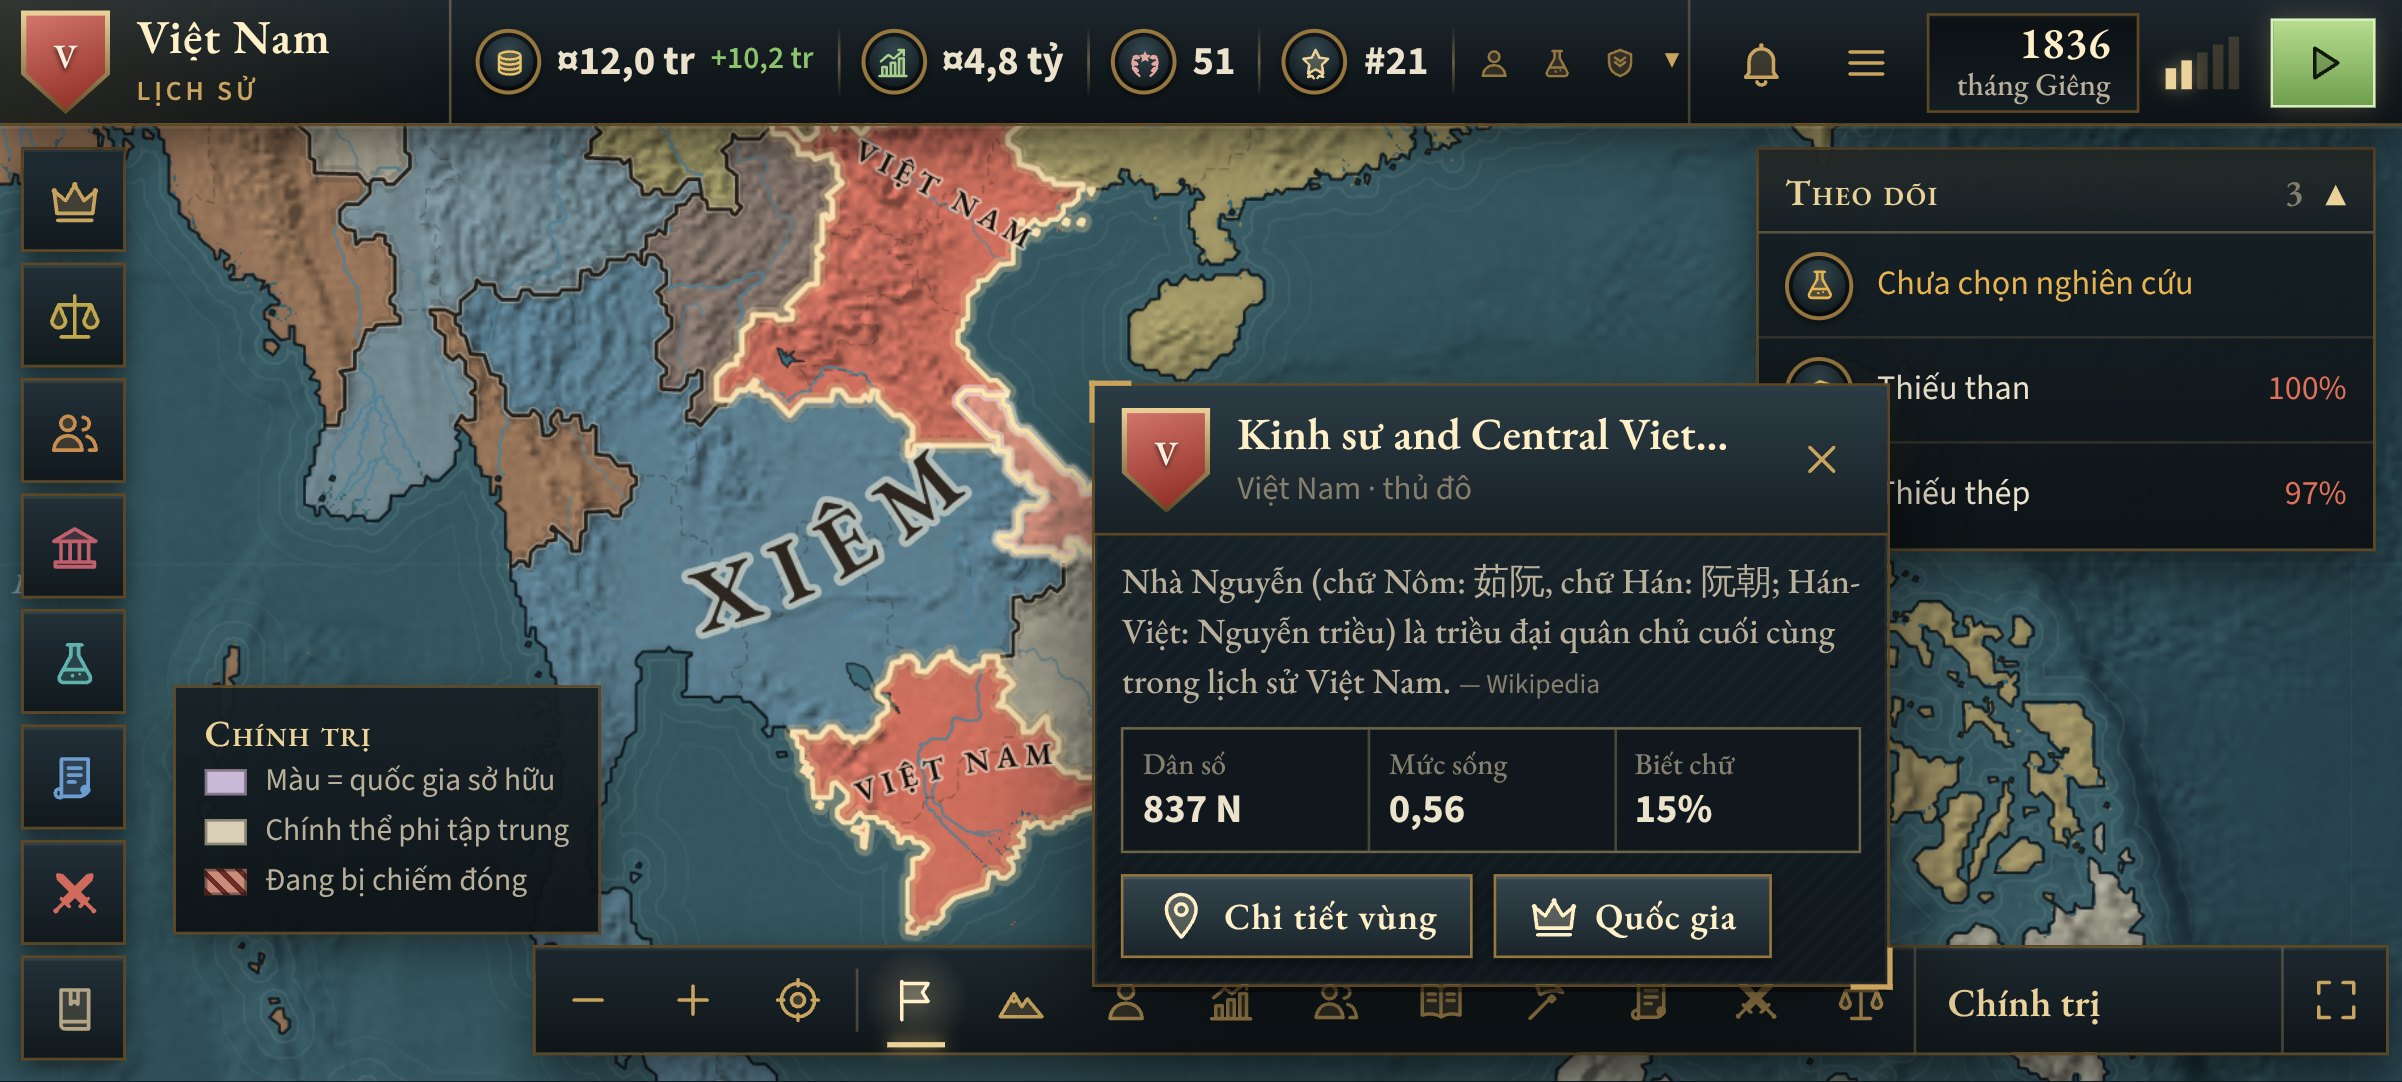 V
Việt Nam
LỊCH SỬ
¤12,0 tr +10,2 tr
¤4,8 tỷ
51
#21
1836
tháng Giêng
VIỆT NAM
XIÊM
VIỆT NAM
Theo dõi 3 ▲
Chưa chọn nghiên cứu
Thiếu than 100%
Thiếu thép 97%
V
Kinh sư and Central Viet...
Việt Nam · thủ đô
Nhà Nguyễn (chữ Nôm: 茹阮, chữ Hán: 阮朝; Hán-
Việt: Nguyễn triều) là triều đại quân chủ cuối cùng
trong lịch sử Việt Nam. — Wikipedia
Dân số
837 N
Mức sống
0,56
Biết chữ
15%
Chi tiết vùng
Quốc gia
Chính trị
Màu = quốc gia sở hữu
Chính thể phi tập trung
Đang bị chiếm đóng
Chính trị